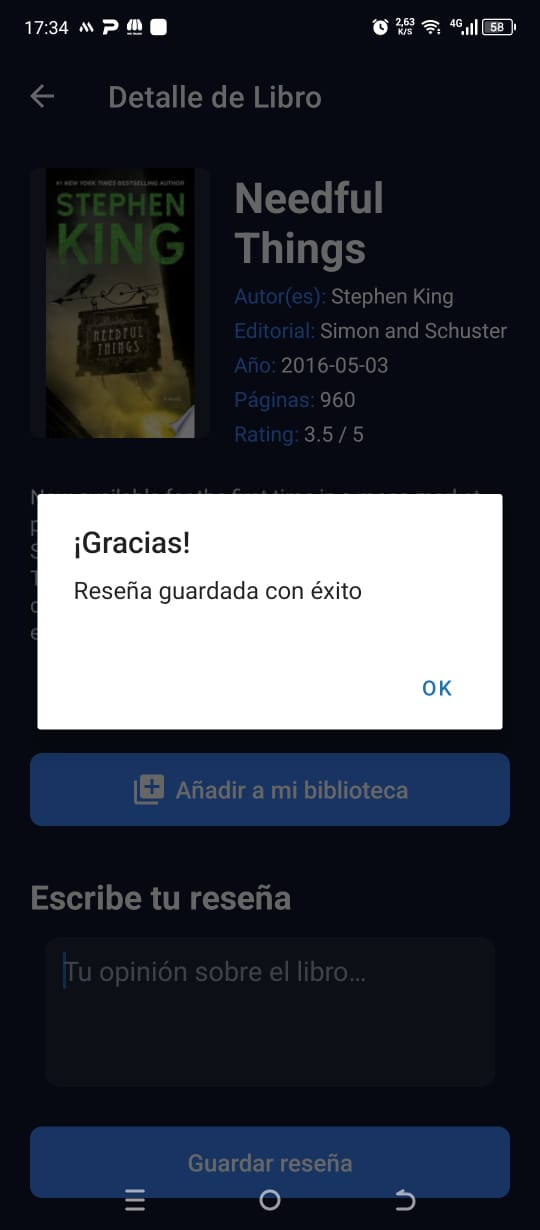 17:34
2,63
K/S
4G
58
Detalle de Libro
#1 NEW YORK TIMES BESTSELLING AUTHOR
STEPHEN
KING
NEEDFUL
THINGS
Needful
Things
Autor(es): Stephen King
Editorial: Simon and Schuster
Año: 2016-05-03
Páginas: 960
Rating: 3.5 / 5
¡Gracias!
Reseña guardada con éxito
OK
Añadir a mi biblioteca
Escribe tu reseña
Tu opinión sobre el libro...
Guardar reseña